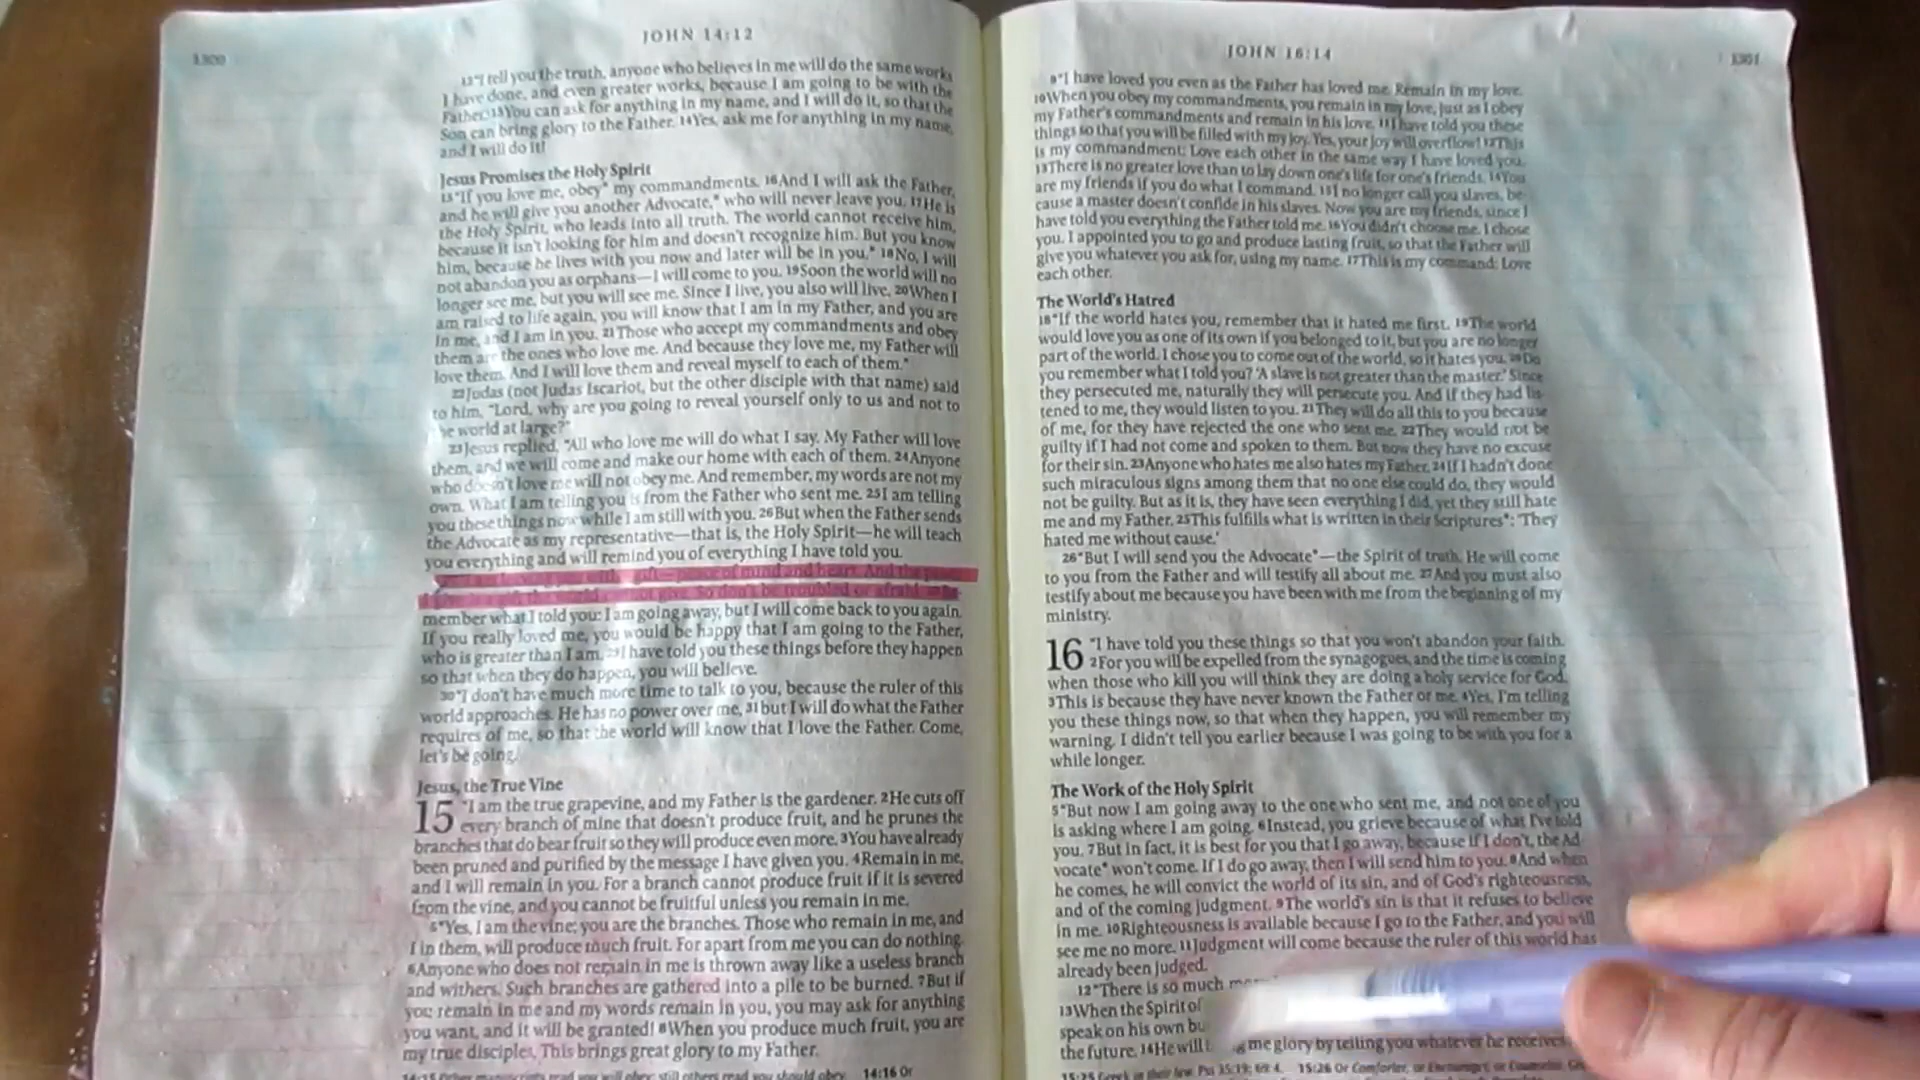 1300
JOHN 14:12
12"I tell you the truth, anyone who believes in me will do the same works
I have done, and even greater works, because I am going to be with the
Father. 13You can ask for anything in my name, and I will do it, so that the
Son can bring glory to the Father. 14Yes, ask me for anything in my name,
and I will do it!
Jesus Promises the Holy Spirit
15"If you love me, obey* my commandments. 16And I will ask the Father,
and he will give you another Advocate,* who will never leave you. 17He is
the Holy Spirit, who leads into all truth. The world cannot receive him,
because it isn't looking for him and doesn't recognize him. But you know
him, because he lives with you now and later will be in you.* 18No, I will
not abandon you as orphans—I will come to you. 19Soon the world will no
longer see me, but you will see me. Since I live, you also will live. 20When I
am raised to life again, you will know that I am in my Father, and you are
in me, and I am in you. 21Those who accept my commandments and obey
them are the ones who love me. And because they love me, my Father will
love them. And I will love them and reveal myself to each of them."
22Judas (not Judas Iscariot, but the other disciple with that name) said
to him, "Lord, why are you going to reveal yourself only to us and not to
he world at large?"
23Jesus replied, "All who love me will do what I say. My Father will love
them, and we will come and make our home with each of them. 24Anyone
who doesn't love me will not obey me. And remember, my words are not my
own. What I am telling you is from the Father who sent me. 25I am telling
you these things now while I am still with you. 26But when the Father sends
the Advocate as my representative—that is, the Holy Spirit—he will teach
you everything and will remind you of everything I have told you.
peace of mind and heart. And the
the world not give. So don't be troubled or afraid.
member what I told you: I am going away, but I will come back to you again.
If you really loved me, you would be happy that I am going to the Father,
who is greater than I am. 29I have told you these things before they happen
so that when they do happen, you will believe.
30"I don't have much more time to talk to you, because the ruler of this
world approaches. He has no power over me, 31but I will do what the Father
requires of me, so that the world will know that I love the Father. Come,
let's be going.
Jesus, the True Vine
15 "I am the true grapevine, and my Father is the gardener. 2He cuts off
every branch of mine that doesn't produce fruit, and he prunes the
branches that do bear fruit so they will produce even more. 3You have already
been pruned and purified by the message I have given you. 4Remain in me,
and I will remain in you. For a branch cannot produce fruit if it is severed
from the vine, and you cannot be fruitful unless you remain in me.
5"Yes, I am the vine; you are the branches. Those who remain in me, and
I in them, will produce much fruit. For apart from me you can do nothing.
6Anyone who does not remain in me is thrown away like a useless branch
and withers. Such branches are gathered into a pile to be burned. 7But if
you remain in me and my words remain in you, you may ask for anything
you want, and it will be granted! 8When you produce much fruit, you are
my true disciples. This brings great glory to my Father.
14:15 Other manuscripts read you will obey; still others read you should obey. 14:16 Or
JOHN 16:14
1301
9"I have loved you even as the Father has loved me. Remain in my love.
10When you obey my commandments, you remain in my love, just as I obey
my Father's commandments and remain in his love. 11I have told you these
things so that you will be filled with my joy. Yes, your joy will overflow! 12This
is my commandment: Love each other in the same way I have loved you.
13There is no greater love than to lay down one's life for one's friends. 14You
are my friends if you do what I command. 15I no longer call you slaves, be
cause a master doesn't confide in his slaves. Now you are my friends, since I
have told you everything the Father told me. 16You didn't choose me. I chose
you. I appointed you to go and produce lasting fruit, so that the Father will
give you whatever you ask for, using my name. 17This is my command: Love
each other.
The World's Hatred
18"If the world hates you, remember that it hated me first. 19The world
would love you as one of its own if you belonged to it, but you are no longer
part of the world. I chose you to come out of the world, so it hates you. 20Do
you remember what I told you? 'A slave is not greater than the master.' Since
they persecuted me, naturally they will persecute you. And if they had lis
tened to me, they would listen to you. 21They will do all this to you because
of me, for they have rejected the one who sent me. 22They would not be
guilty if I had not come and spoken to them. But now they have no excuse
for their sin. 23Anyone who hates me also hates my Father. 24If I hadn't done
such miraculous signs among them that no one else could do, they would
not be guilty. But as it is, they have seen everything I did, yet they still hate
me and my Father. 25This fulfills what is written in their Scriptures*: 'They
hated me without cause.'
26"But I will send you the Advocate*—the Spirit of truth. He will come
to you from the Father and will testify all about me. 27And you must also
testify about me because you have been with me from the beginning of my
ministry.
16 "I have told you these things so that you won't abandon your faith.
2For you will be expelled from the synagogues, and the time is coming
when those who kill you will think they are doing a holy service for God.
3This is because they have never known the Father or me. 4Yes, I'm telling
you these things now, so that when they happen, you will remember my
warning. I didn't tell you earlier because I was going to be with you for a
while longer.
The Work of the Holy Spirit
5"But now I am going away to the one who sent me, and not one of you
is asking where I am going. 6Instead, you grieve because of what I've told
you. 7But in fact, it is best for you that I go away, because if I don't, the Ad
vocate* won't come. If I do go away, then I will send him to you. 8And when
he comes, he will convict the world of its sin, and of God's righteousness,
and of the coming judgment. 9The world's sin is that it refuses to believe
in me. 10Righteousness is available because I go to the Father, and you will
see me no more. 11Judgment will come because the ruler of this world has
already been judged.
12"There is so much
13When the Spirit of
speak on his own bu
the future. 14He will me glory by telling you whatever he receives
15:25 Greek in their law. Pss 35:19; 69:4. 15:26 Or Comforter, or Encourager, or Counselor.